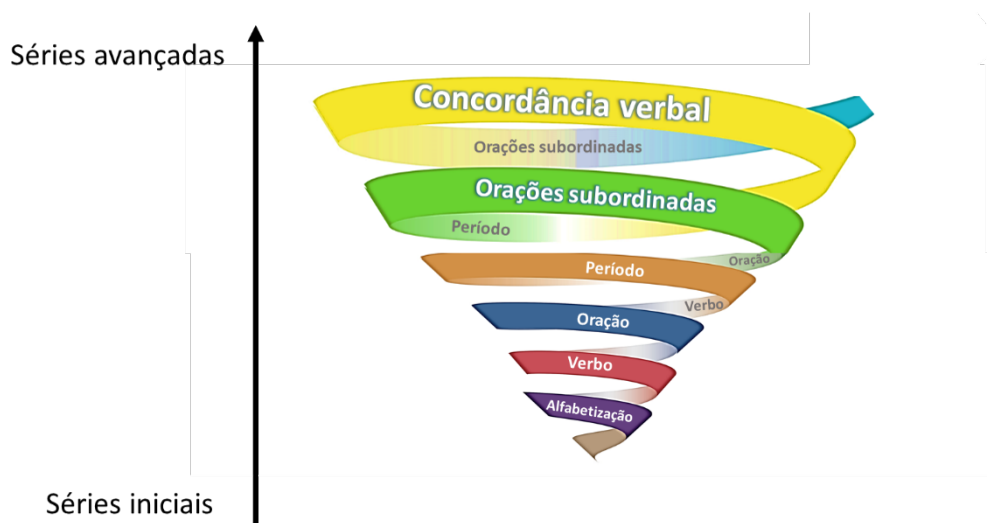 Séries avançadas
Concordância verbal
Orações subordinadas
Orações subordinadas
Período
Oração
Período
Verbo
Oração
Verbo
Alfabetização
Séries iniciais